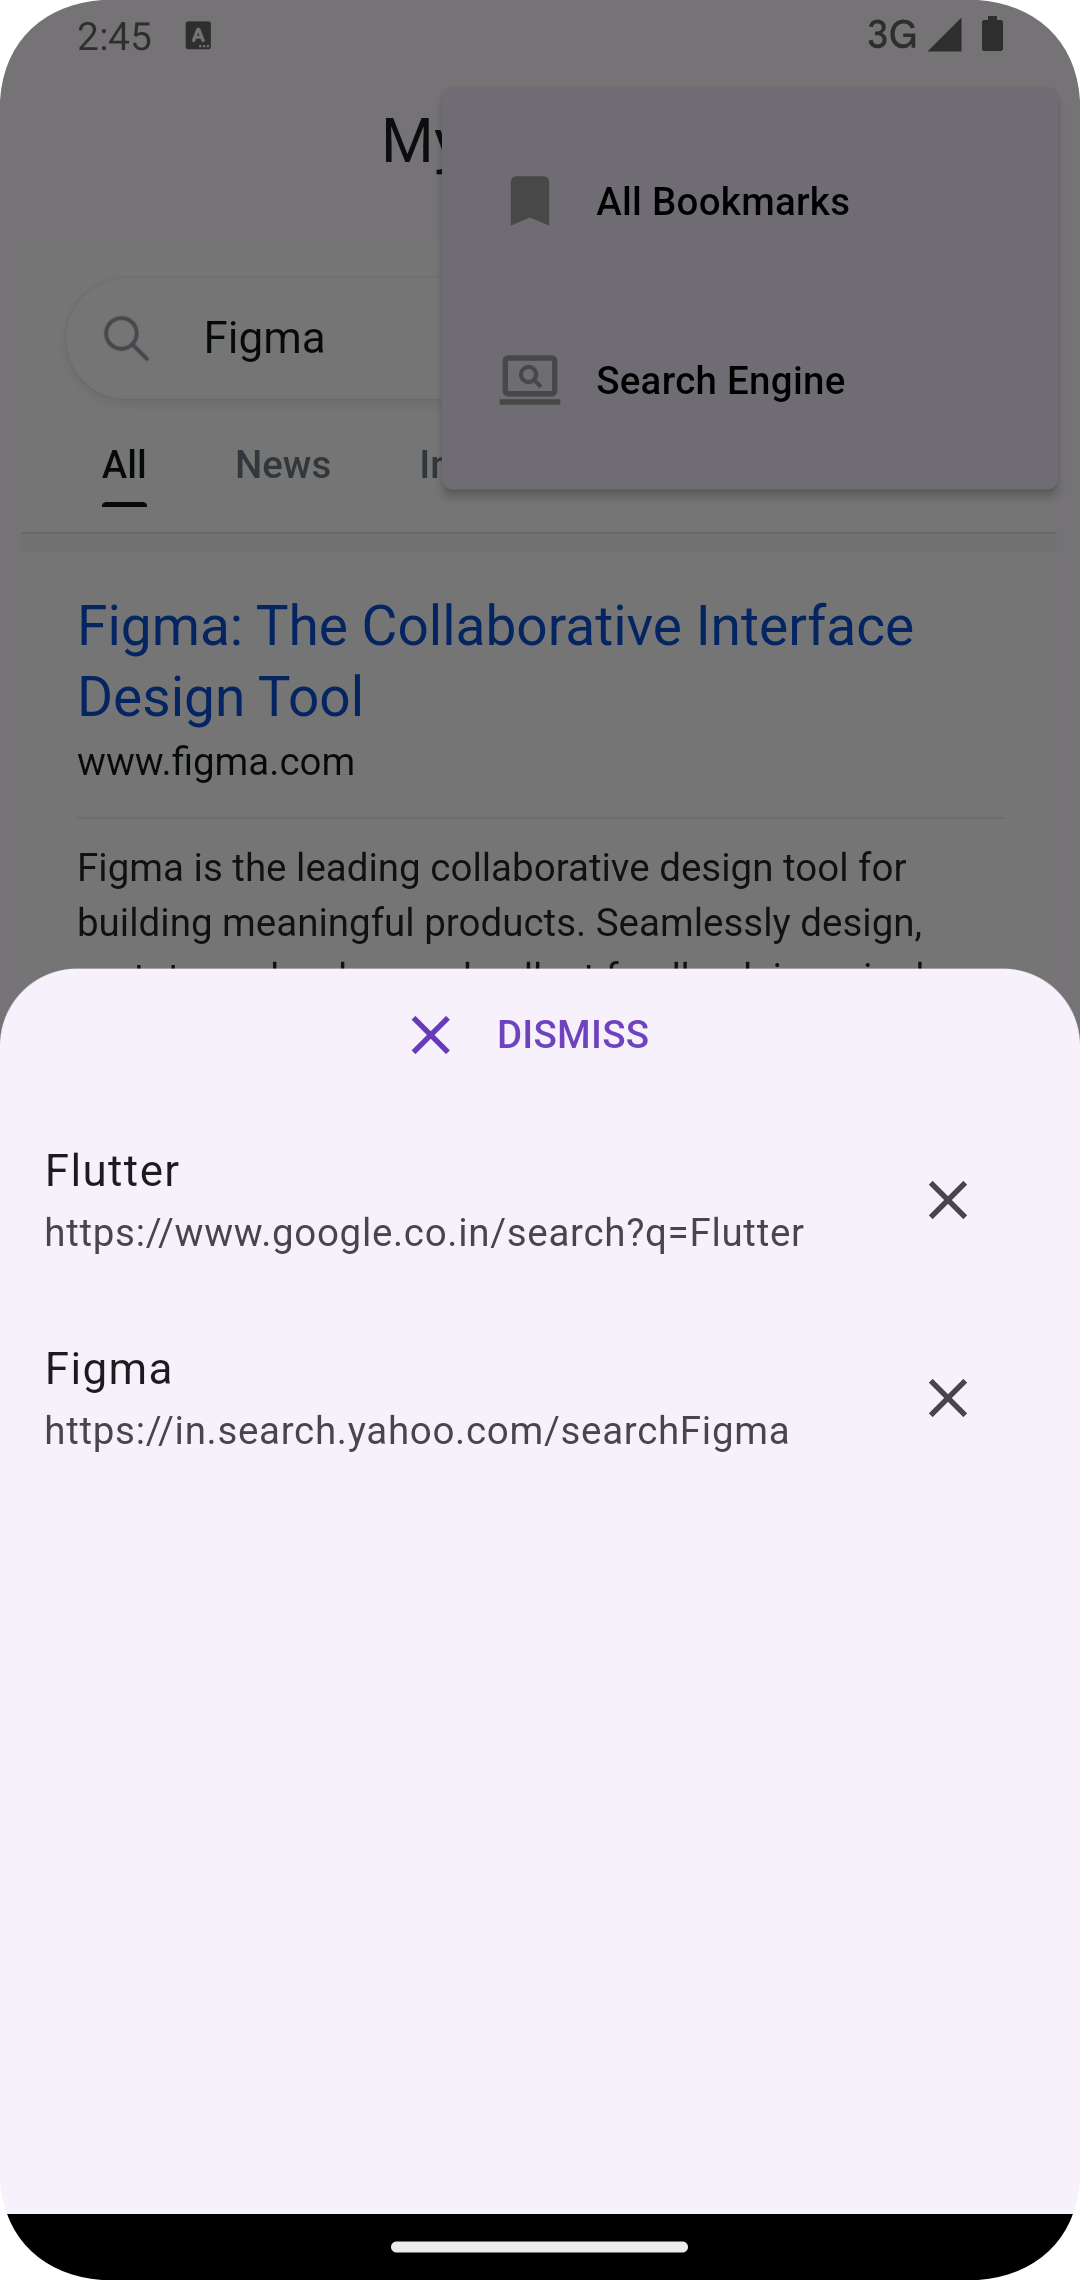 2:45
3G
My
All Bookmarks
Figma
Search Engine
All News
Figma: The Collaborative Interface
Design Tool
www.figma.com
Figma is the leading collaborative design tool for
building meaningful products. Seamlessly design,
DISMISS
Flutter
https://www.google.co.in/search?q=Flutter
Figma
https://in.search.yahoo.com/searchFigma